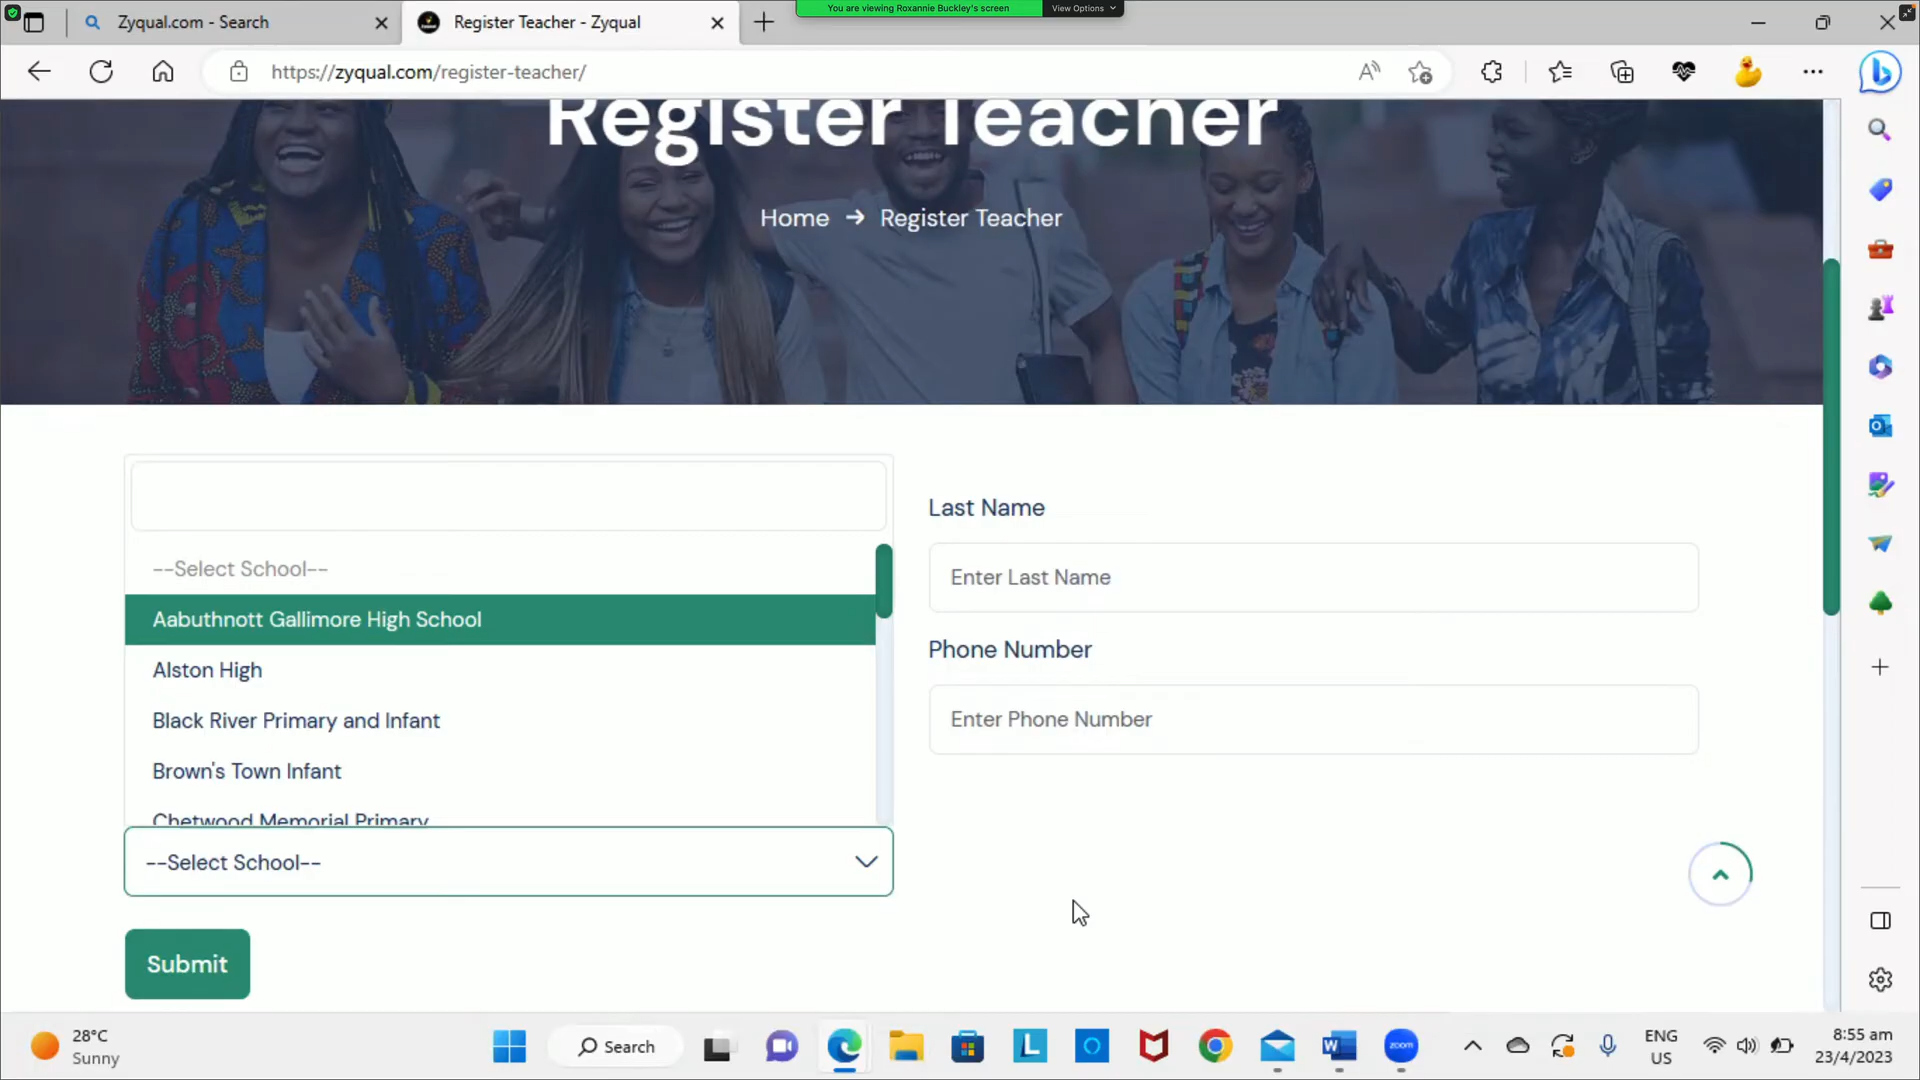 Zyqual.com - Search
Register Teacher - Zyqual
You are viewing Roxannie Buckley's screen
View Options
https://zyqual.com/register-teacher/
Register Teacher
Home → Register Teacher
--Select School--
Aabuthnott Gallimore High School
Alston High
Black River Primary and Infant
Brown's Town Infant
Chetwood Memorial Primary
--Select School--
Submit
Last Name
Enter Last Name
Phone Number
Enter Phone Number
28°C
Sunny
Search
zoom
ENG
US
8:55 am
23/4/2023